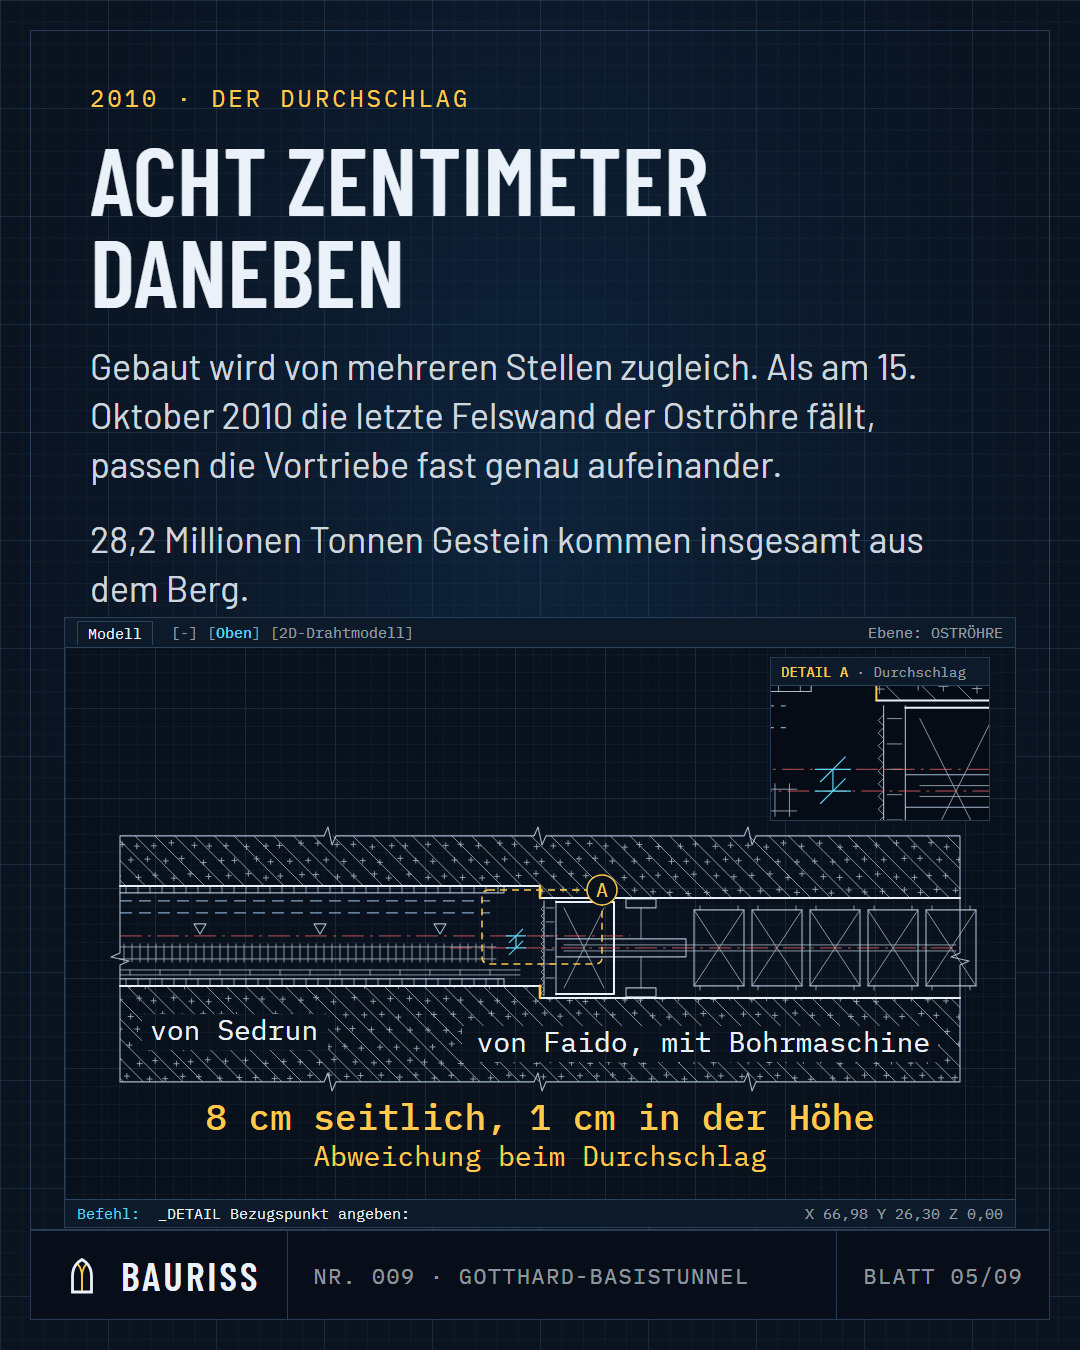 2010 · DER DURCHSCHLAG
ACHT ZENTIMETER
DANEBEN
Gebaut wird von mehreren Stellen zugleich. Als am 15.
Oktober 2010 die letzte Felswand der Oströhre fällt,
passen die Vortriebe fast genau aufeinander.
28,2 Millionen Tonnen Gestein kommen insgesamt aus
dem Berg.
Modell [-] [Oben] [2D-Drahtmodell] Ebene: OSTRÖHRE
DETAIL A · Durchschlag
A
von Sedrun
von Faido, mit Bohrmaschine
8 cm seitlich, 1 cm in der Höhe
Abweichung beim Durchschlag
Befehl: _DETAIL Bezugspunkt angeben: X 66,98 Y 26,30 Z 0,00
BAURISS NR. 009 · GOTTHARD-BASISTUNNEL BLATT 05/09